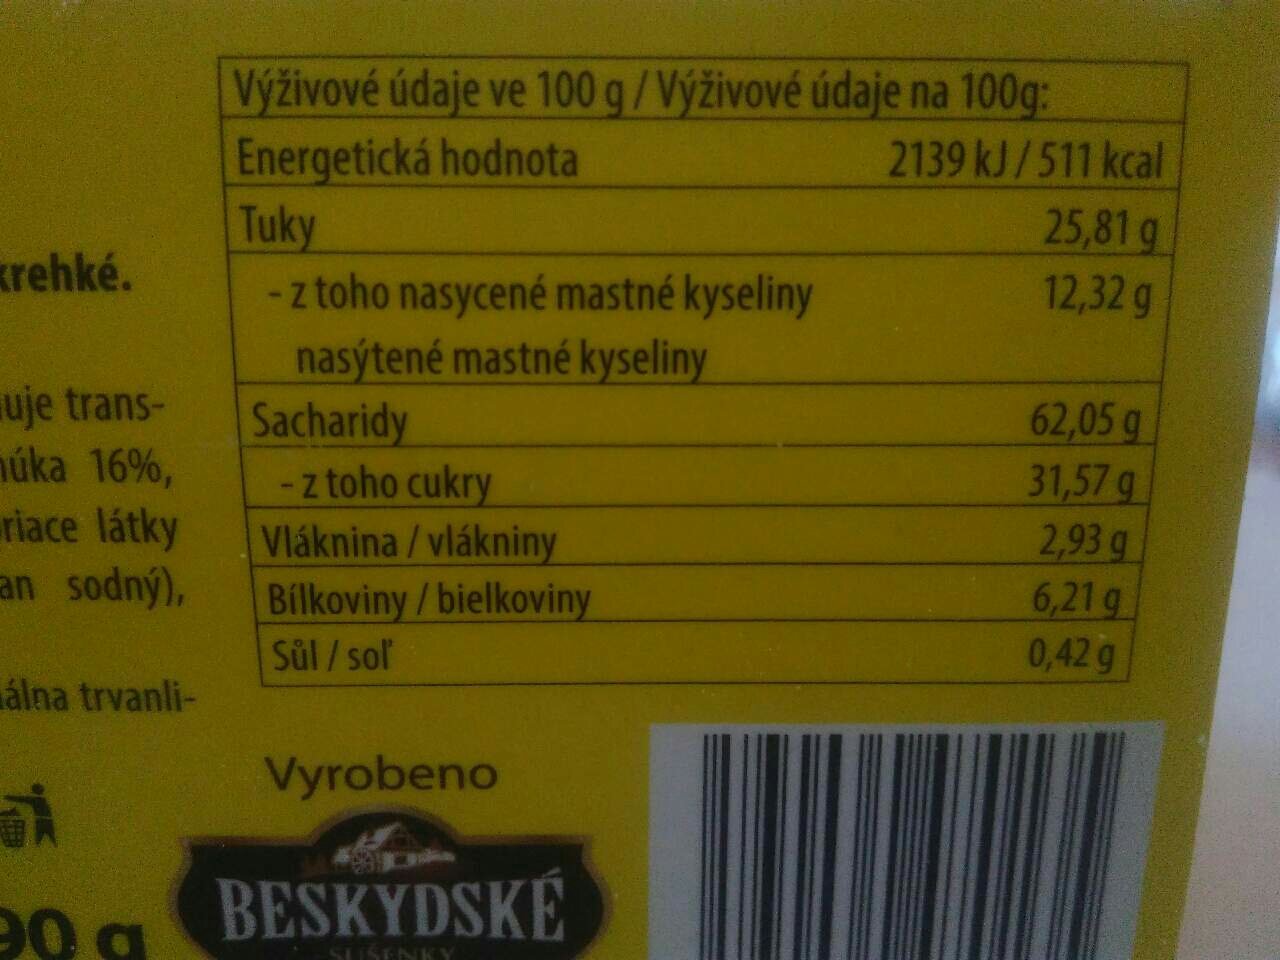 Výživové údaje ve 100 g / Výživové údaje na 100g:
Energetická hodnota 2139 kJ / 511 kcal
Tuky 25,81 g
- z toho nasycené mastné kyseliny 12,32 g
nasýtené mastné kyseliny
Sacharidy 62,05 g
- z toho cukry 31,57 g
Vláknina / vlákniny 2,93 g
Bílkoviny / bielkoviny 6,21 g
Sůl / soľ 0,42 g
krehké.
uje trans-
múka 16%,
riace látky
an sodný),
álna trvanli-
90 g
Vyrobeno
BESKYDSKÉ
SUŠENKY